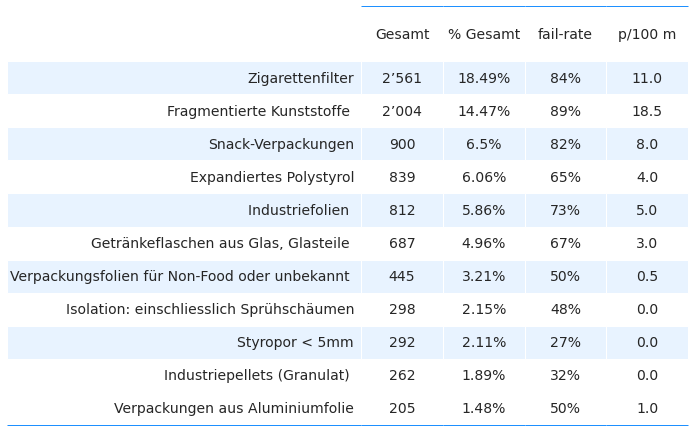 Gesamt % Gesamt fail-rate p/100 m
Zigarettenfilter 2’561 18.49% 84% 11.0
Fragmentierte Kunststoffe 2’004 14.47% 89% 18.5
Snack-Verpackungen 900 6.5% 82% 8.0
Expandiertes Polystyrol 839 6.06% 65% 4.0
Industriefolien 812 5.86% 73% 5.0
Getränkeflaschen aus Glas, Glasteile 687 4.96% 67% 3.0
Verpackungsfolien für Non-Food oder unbekannt 445 3.21% 50% 0.5
Isolation: einschliesslich Sprühschäumen 298 2.15% 48% 0.0
Styropor < 5mm 292 2.11% 27% 0.0
Industriepellets (Granulat) 262 1.89% 32% 0.0
Verpackungen aus Aluminiumfolie 205 1.48% 50% 1.0